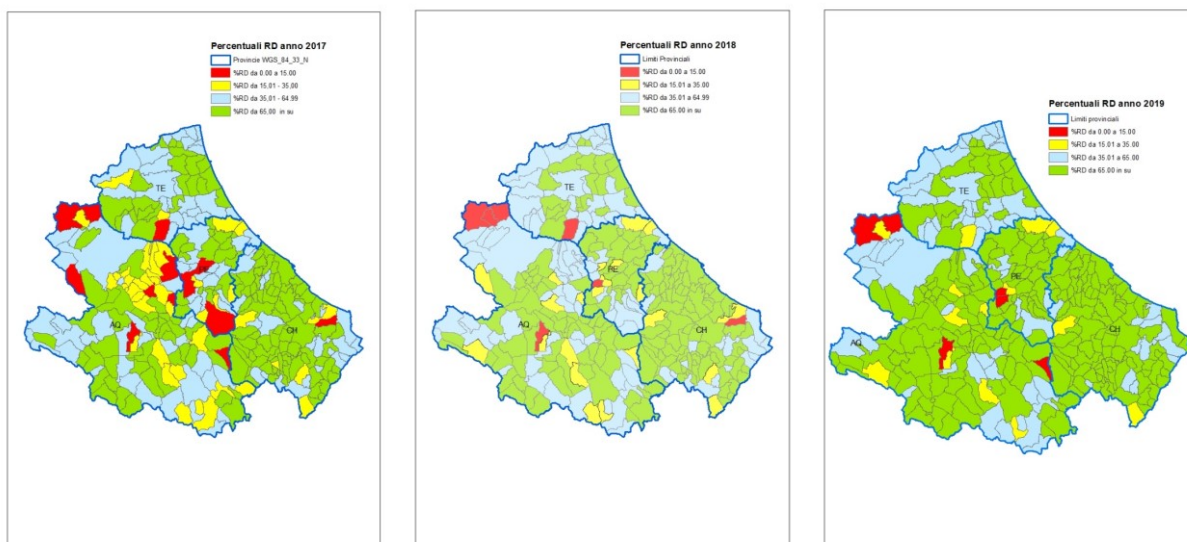 Percentuali RD anno 2017
Provincie WGS_84_33_N
%RD da 0.00 a 15.00
%RD da 15,01 - 35,00
%RD da 35,01 - 64.99
%RD da 65,00 in su
TE
PE
AQ
CH
Percentuali RD anno 2018
Limiti Provinciali
%RD da 0.00 a 15.00
%RD da 15.01 a 35.00
%RD da 35.01 a 64.99
%RD da 65.00 in su
TE
PE
AQ
CH
Percentuali RD anno 2019
Limiti provinciali
%RD da 0.00 a 15.00
%RD da 15.01 a 35.00
%RD da 35.01 a 65.00
%RD da 65.00 in su
TE
PE
AQ
CH